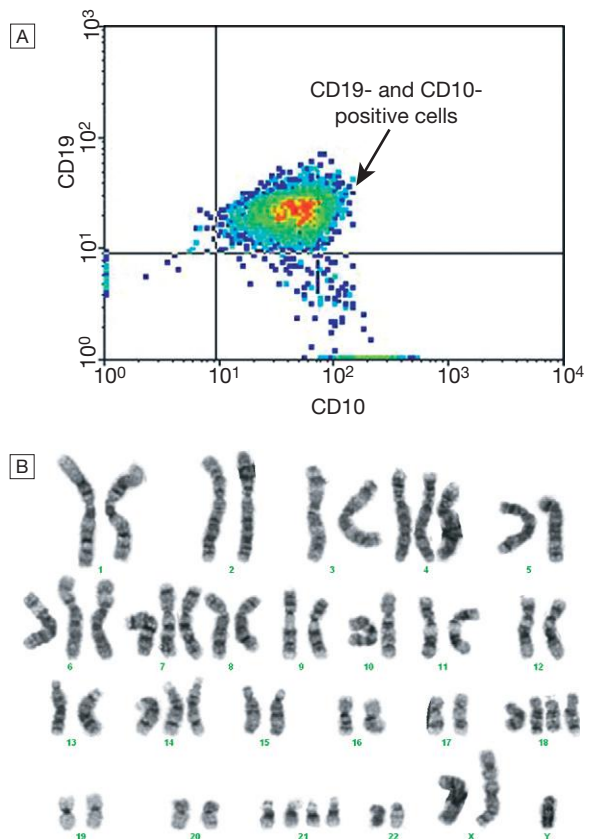 A
CD19
10³
10²
10¹
10⁰
CD19- and CD10-
positive cells
10⁰ 10¹ 10² 10³ 10⁴
CD10
B
1 2 3 4 5
6 7 8 9 10 11 12
13 14 15 16 17 18
19 20 21 22 X Y